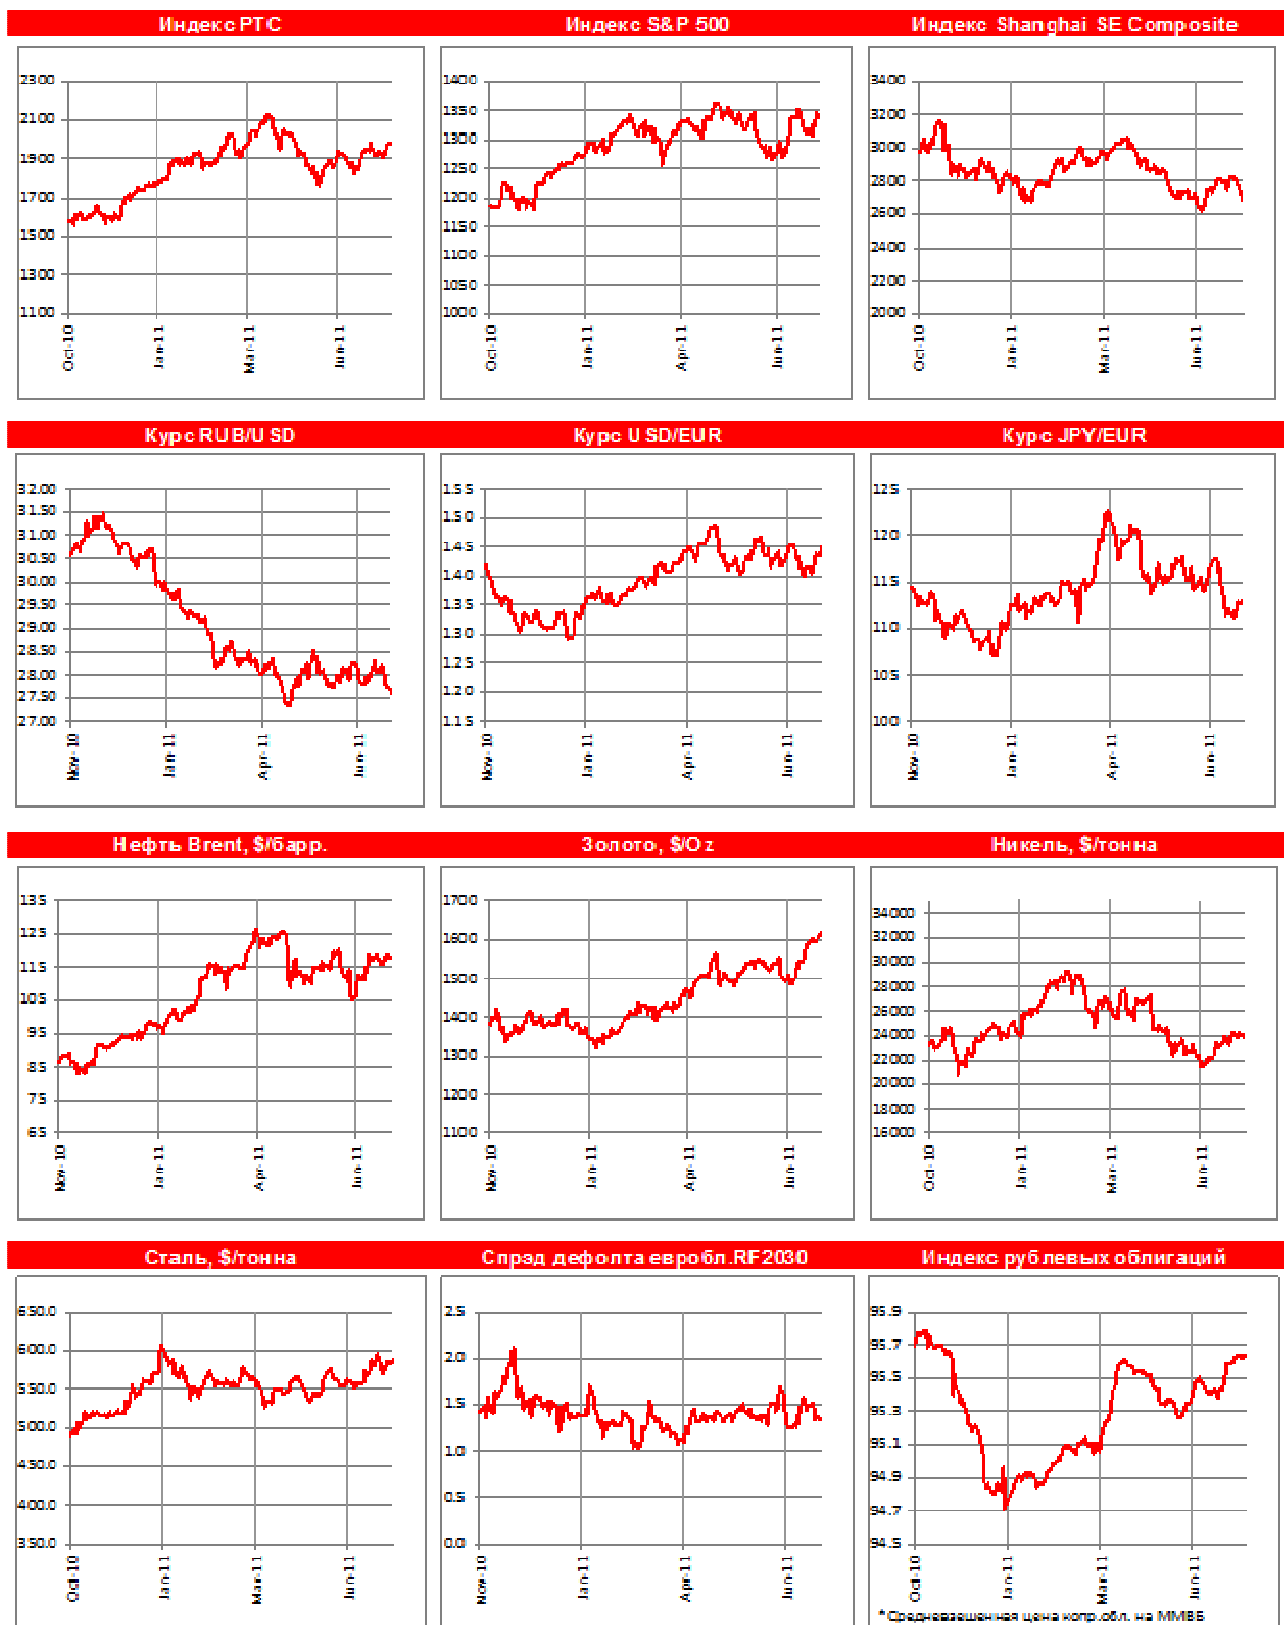 Индекс РТС
Индекс S&P 500
Индекс Shanghai SE Composite
2300
2100
1900
1700
1500
1300
1100
Oct-10
Jan-11
Mar-11
Jun-11
1400
1350
1300
1250
1200
1150
1100
1050
1000
Oct-10
Jan-11
Apr-11
Jun-11
3400
3200
3000
2800
2600
2400
2200
2000
Oct-10
Jan-11
Mar-11
Jun-11
Курс RUB/USD
Курс USD/EUR
Курс JPY/EUR
32.00
31.50
31.00
30.50
30.00
29.50
29.00
28.50
28.00
27.50
27.00
Nov-10
Jan-11
Apr-11
Jun-11
1.55
1.50
1.45
1.40
1.35
1.30
1.25
1.20
1.15
Nov-10
Jan-11
Apr-11
Jun-11
125
120
115
110
105
100
Nov-10
Jan-11
Apr-11
Jun-11
Нефть Brent, $/барр.
Золото, $/Oz
Никель, $/тонна
135
125
115
105
95
85
75
65
Nov-10
Jan-11
Apr-11
Jun-11
1700
1600
1500
1400
1300
1200
1100
Nov-10
Jan-11
Apr-11
Jun-11
34000
32000
30000
28000
26000
24000
22000
20000
18000
16000
Oct-10
Jan-11
Mar-11
Jun-11
Сталь, $/тонна
Спрэд дефолта евробл.RF2030
Индекс рублевых облигаций
650.0
600.0
550.0
500.0
450.0
400.0
350.0
Oct-10
Jan-11
Mar-11
Jun-11
2.5
2.0
1.5
1.0
0.5
0.0
Nov-10
Jan-11
Apr-11
Jun-11
95.9
95.7
95.5
95.3
95.1
94.9
94.7
94.5
Oct-10
Jan-11
Mar-11
Jun-11
*Средневзвешенная цена корп.обл. на ММВБ